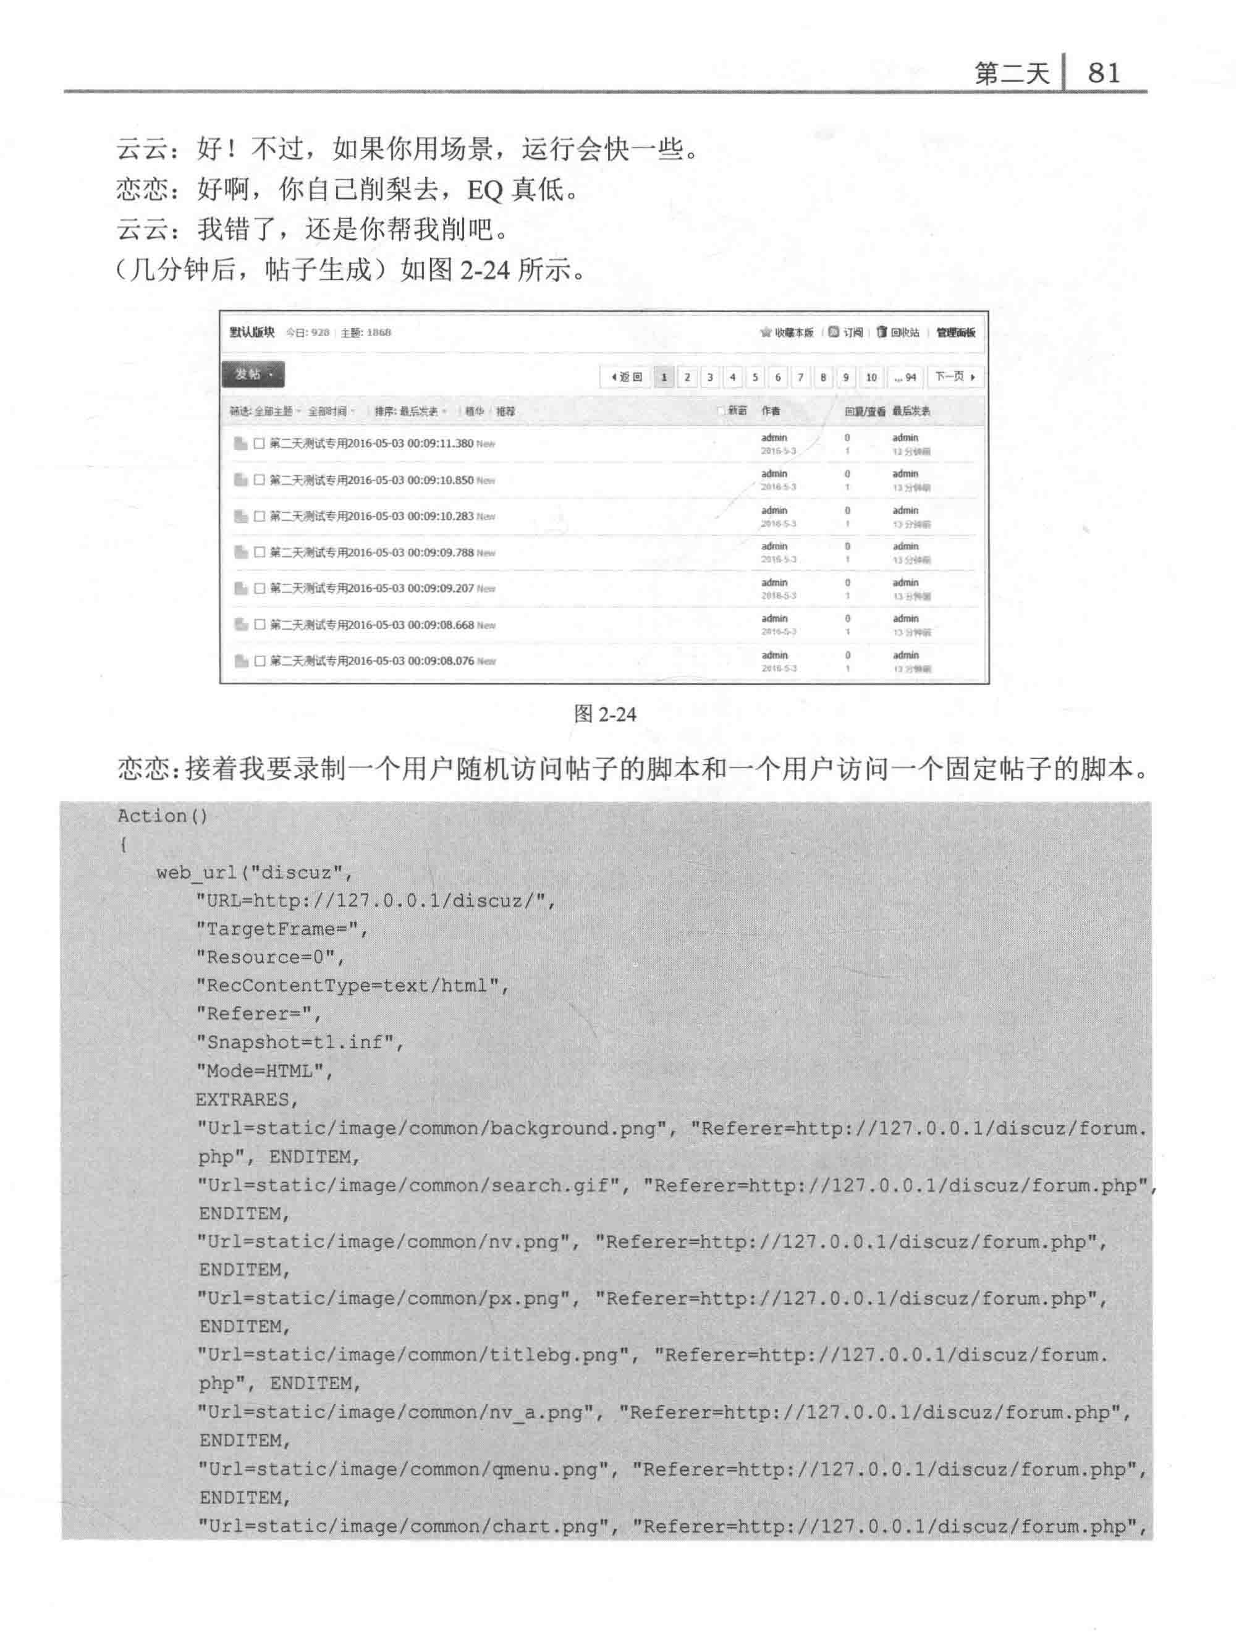 第二天 81
云云：好！不过，如果你用场景，运行会快一些。
恋恋：好啊，你自己削梨去，EQ 真低。
云云：我错了，还是你帮我削吧。
（几分钟后，帖子生成）如图 2-24 所示。
默认版块 今日: 928 主题: 1868 收藏本版 订阅 回收站 管理面板
发帖
返回 1 2 3 4 5 6 7 8 9 10 ... 94 下一页
筛选: 全部主题 全部时间 排序: 最后发表 精华 推荐 新窗 作者 回复/查看 最后发表
第二天测试专用2016-05-03 00:09:11.380 New admin 0 admin
2016-5-3 1 13 分钟前
第二天测试专用2016-05-03 00:09:10.850 New admin 0 admin
2016-5-3 1 13 分钟前
第二天测试专用2016-05-03 00:09:10.283 New admin 0 admin
2016-5-3 1 13 分钟前
第二天测试专用2016-05-03 00:09:09.788 New admin 0 admin
2016-5-3 1 13 分钟前
第二天测试专用2016-05-03 00:09:09.207 New admin 0 admin
2016-5-3 1 13 分钟前
第二天测试专用2016-05-03 00:09:08.668 New admin 0 admin
2016-5-3 1 13 分钟前
第二天测试专用2016-05-03 00:09:08.076 New admin 0 admin
2016-5-3 1 13 分钟前
图 2-24
恋恋：接着我要录制一个用户随机访问帖子的脚本和一个用户访问一个固定帖子的脚本。
Action()
{
web_url("discuz",
"URL=http://127.0.0.1/discuz/",
"TargetFrame=",
"Resource=0",
"RecContentType=text/html",
"Referer=",
"Snapshot=t1.inf",
"Mode=HTML",
EXTRARES,
"Url=static/image/common/background.png", "Referer=http://127.0.0.1/discuz/forum.
php", ENDITEM,
"Url=static/image/common/search.gif", "Referer=http://127.0.0.1/discuz/forum.php",
ENDITEM,
"Url=static/image/common/nv.png", "Referer=http://127.0.0.1/discuz/forum.php",
ENDITEM,
"Url=static/image/common/px.png", "Referer=http://127.0.0.1/discuz/forum.php",
ENDITEM,
"Url=static/image/common/titlebg.png", "Referer=http://127.0.0.1/discuz/forum.
php", ENDITEM,
"Url=static/image/common/nv_a.png", "Referer=http://127.0.0.1/discuz/forum.php",
ENDITEM,
"Url=static/image/common/qmenu.png", "Referer=http://127.0.0.1/discuz/forum.php",
ENDITEM,
"Url=static/image/common/chart.png", "Referer=http://127.0.0.1/discuz/forum.php",